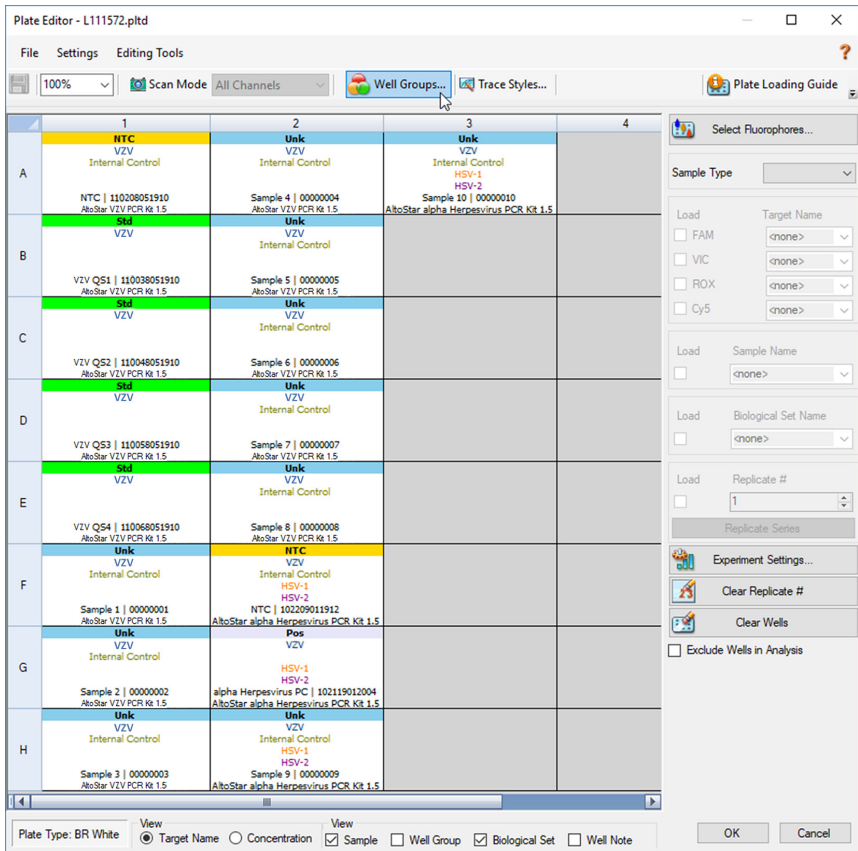 Plate Editor - L111572.pltd
File Settings Editing Tools
?
100% Scan Mode All Channels Well Groups... Trace Styles... Plate Loading Guide
1 2 3 4
Select Fluorophores...
Sample Type
Load Target Name
FAM <none>
VIC <none>
ROX <none>
Cy5 <none>
Load Sample Name
<none>
Load Biological Set Name
<none>
Load Replicate #
1
Replicate Series
Experiment Settings...
Clear Replicate #
Clear Wells
Exclude Wells in Analysis
A
NTC
VZV
Internal Control
NTC | 110208051910
AltoStar VZV PCR Kit 1.5
Unk
VZV
Internal Control
Sample 4 | 00000004
AltoStar VZV PCR Kit 1.5
Unk
VZV
Internal Control
HSV-1
HSV-2
Sample 10 | 00000010
AltoStar alpha Herpesvirus PCR Kit 1.5
B
Std
VZV
VZV QS1 | 110038051910
AltoStar VZV PCR Kit 1.5
Unk
VZV
Internal Control
Sample 5 | 00000005
AltoStar VZV PCR Kit 1.5
C
Std
VZV
VZV QS2 | 110048051910
AltoStar VZV PCR Kit 1.5
Unk
VZV
Internal Control
Sample 6 | 00000006
AltoStar VZV PCR Kit 1.5
D
Std
VZV
VZV QS3 | 110058051910
AltoStar VZV PCR Kit 1.5
Unk
VZV
Internal Control
Sample 7 | 00000007
AltoStar VZV PCR Kit 1.5
E
Std
VZV
VZV QS4 | 110068051910
AltoStar VZV PCR Kit 1.5
Unk
VZV
Internal Control
Sample 8 | 00000008
AltoStar VZV PCR Kit 1.5
F
Unk
VZV
Internal Control
Sample 1 | 00000001
AltoStar VZV PCR Kit 1.5
NTC
VZV
Internal Control
HSV-1
HSV-2
NTC | 102209011912
AltoStar alpha Herpesvirus PCR Kit 1.5
G
Unk
VZV
Internal Control
Sample 2 | 00000002
AltoStar VZV PCR Kit 1.5
Pos
VZV
HSV-1
HSV-2
alpha Herpesvirus PC | 102119012004
AltoStar alpha Herpesvirus PCR Kit 1.5
H
Unk
VZV
Internal Control
Sample 3 | 00000003
AltoStar VZV PCR Kit 1.5
Unk
VZV
Internal Control
HSV-1
HSV-2
Sample 9 | 00000009
AltoStar alpha Herpesvirus PCR Kit 1.5
Plate Type: BR White
View
Target Name Concentration
View
Sample Well Group Biological Set Well Note
OK Cancel